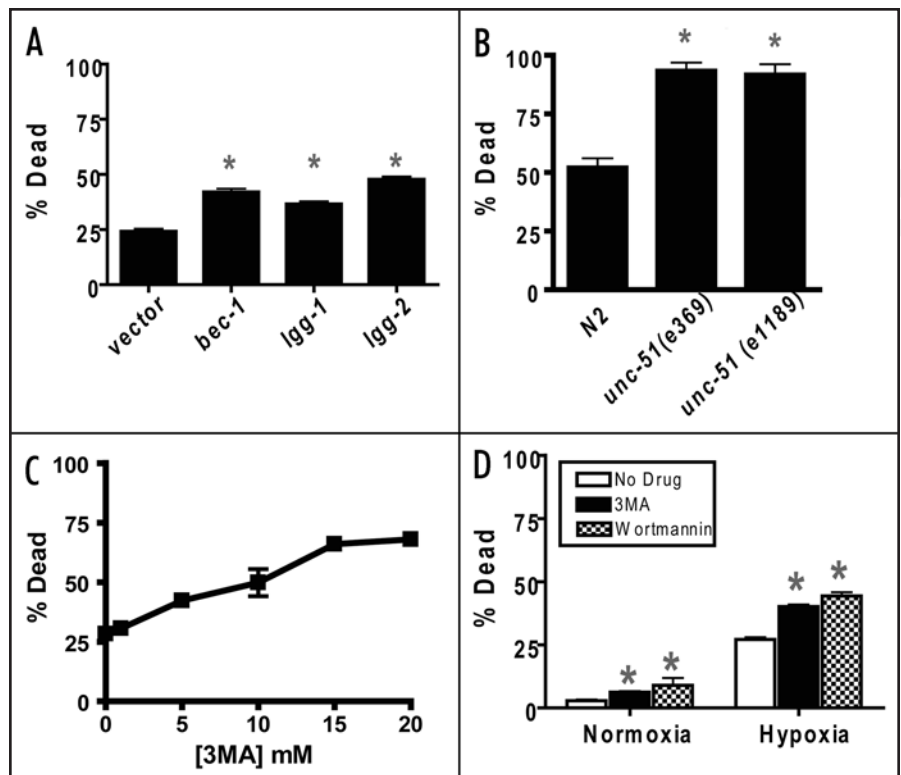 A
% Dead
100
75
50
25
0
* * *
vector
bec-1
lgg-1
lgg-2
B
% Dead
100
75
50
25
0
* *
N2
unc-51(e369)
unc-51 (e1189)
C
% Dead
100
75
50
25
0
0 5 10 15 20
[3MA] mM
D
% Dead
100
75
50
25
0
No Drug
3MA
Wortmannin
* * * *
Normoxia Hypoxia